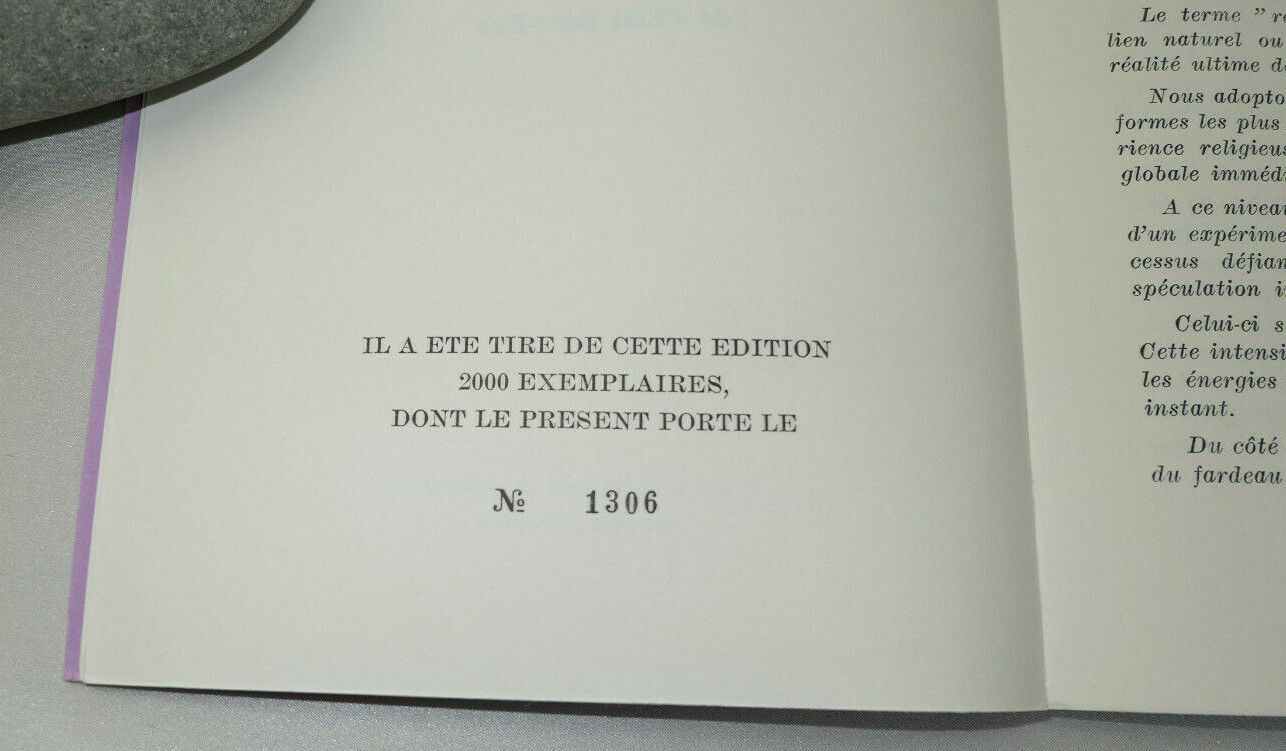 IL A ETE TIRE DE CETTE EDITION
2000 EXEMPLAIRES,
DONT LE PRESENT PORTE LE
№ 1306
Le terme "
lien naturel ou
réalité ultime
Nous
formes les plus
rience
globale
A ce
d'un
cessus
spéculation
Celui-ci
Cette
les énergies
instant.
Du côté
du fardeau